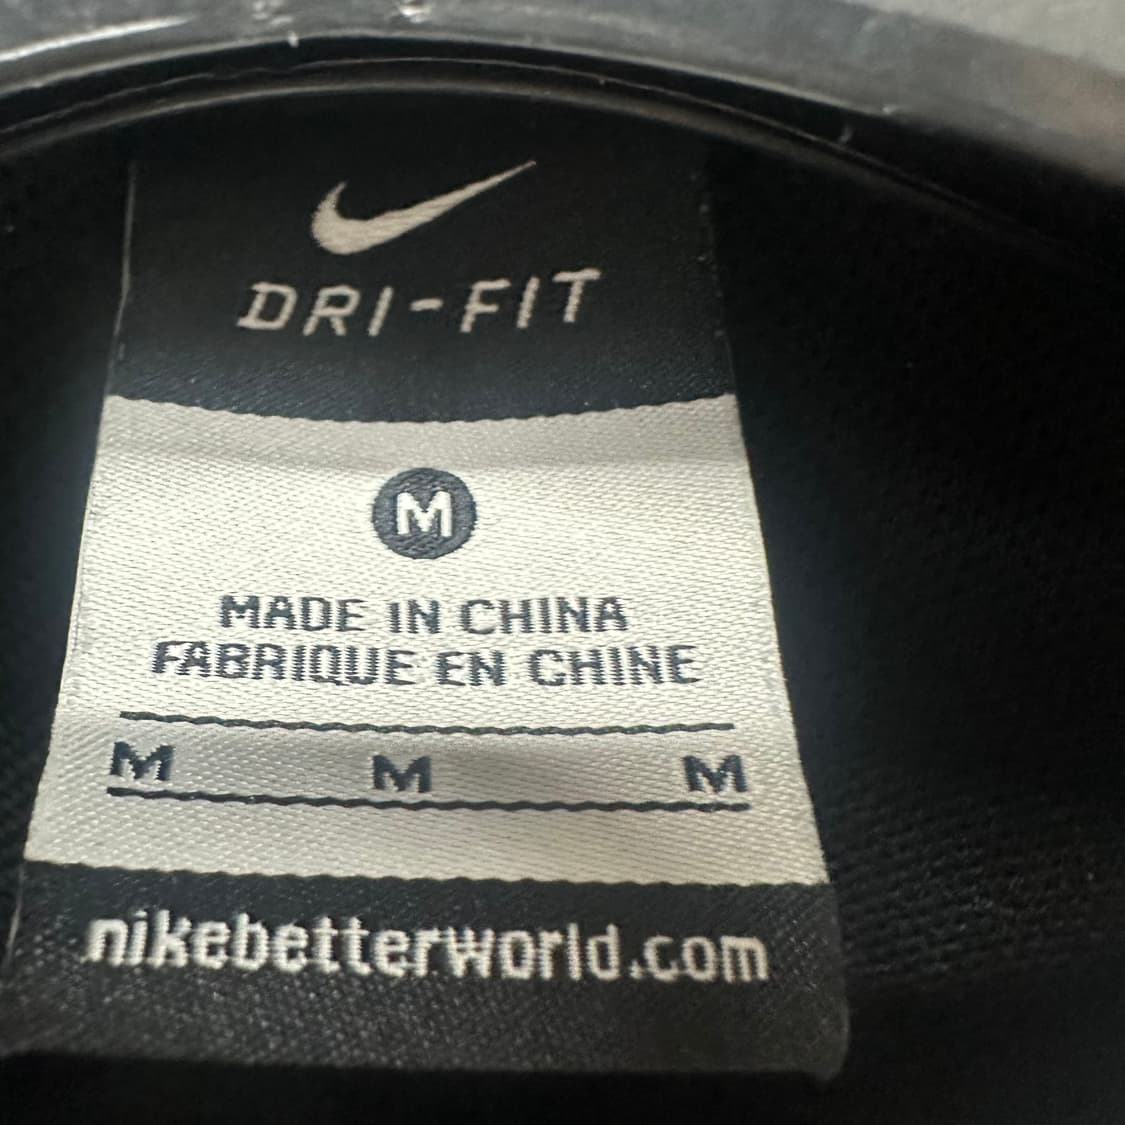 DRI-FIT
M
MADE IN CHINA
FABRIQUE EN CHINE
M M M
nikebetterworld.com